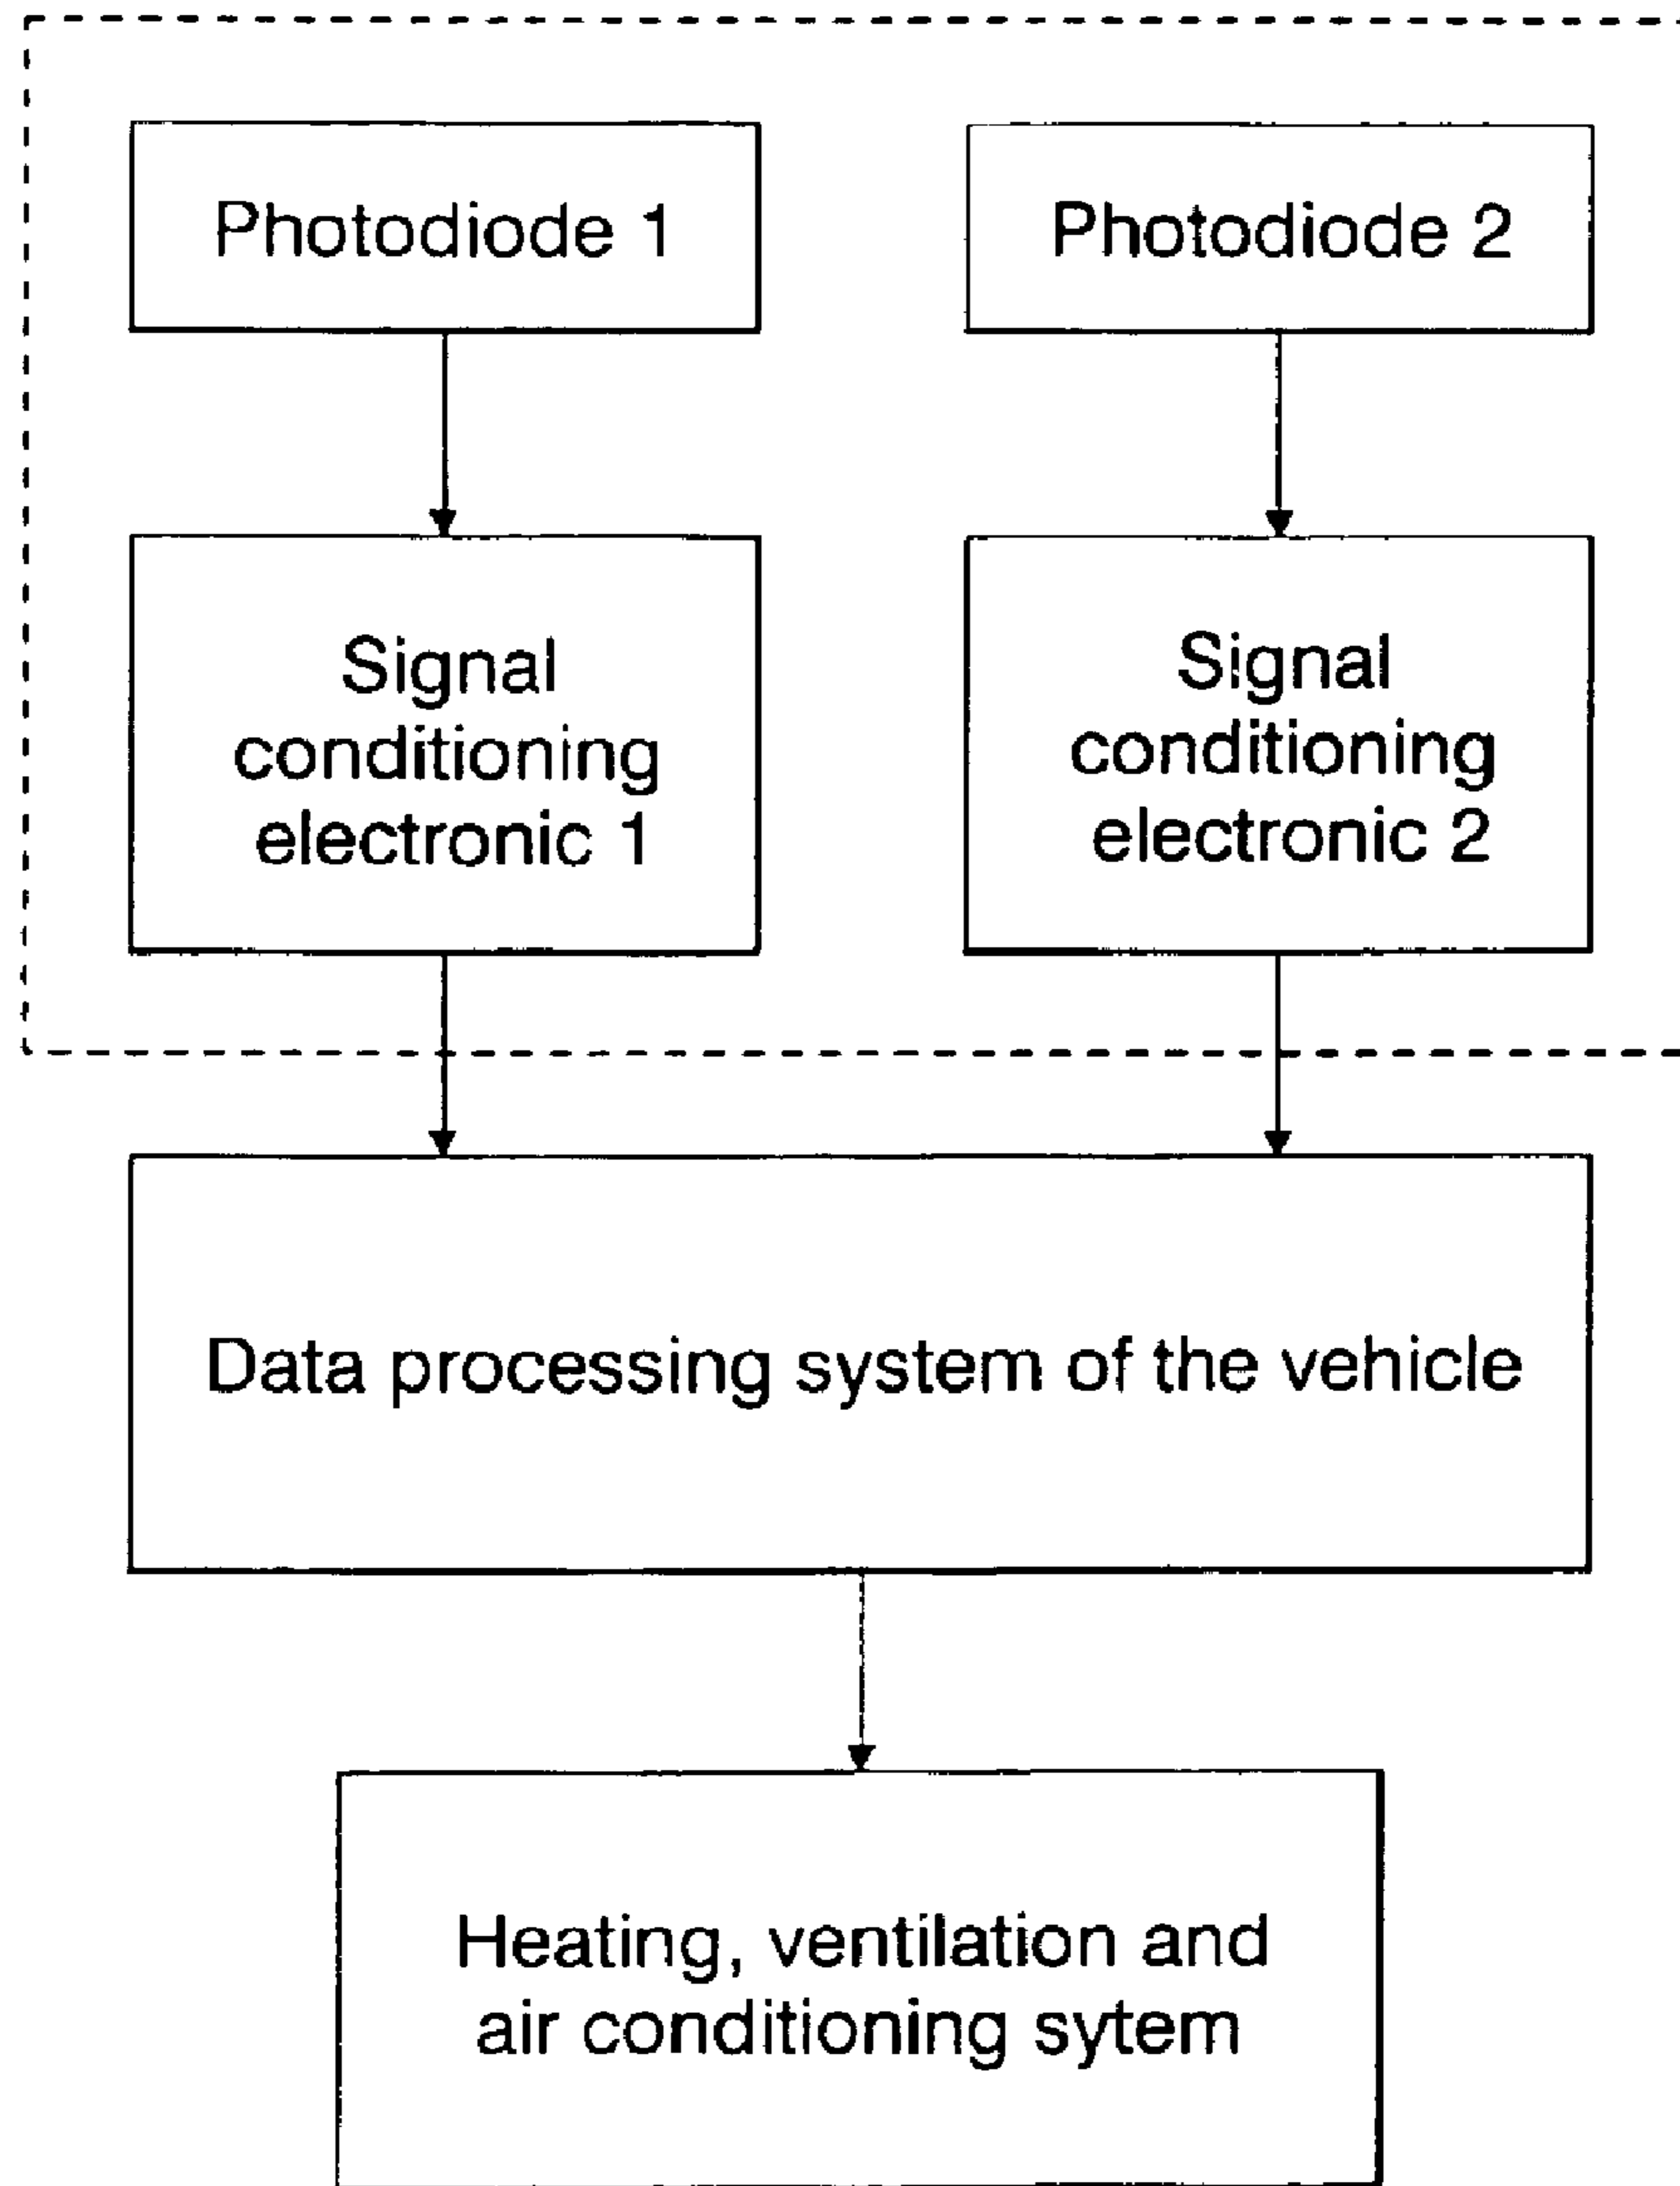 Photodiode 1
Photodiode 2
Signal
conditioning
electronic 1
Signal
conditioning
electronic 2
Data processing system of the vehicle
Heating, ventilation and
air conditioning sytem